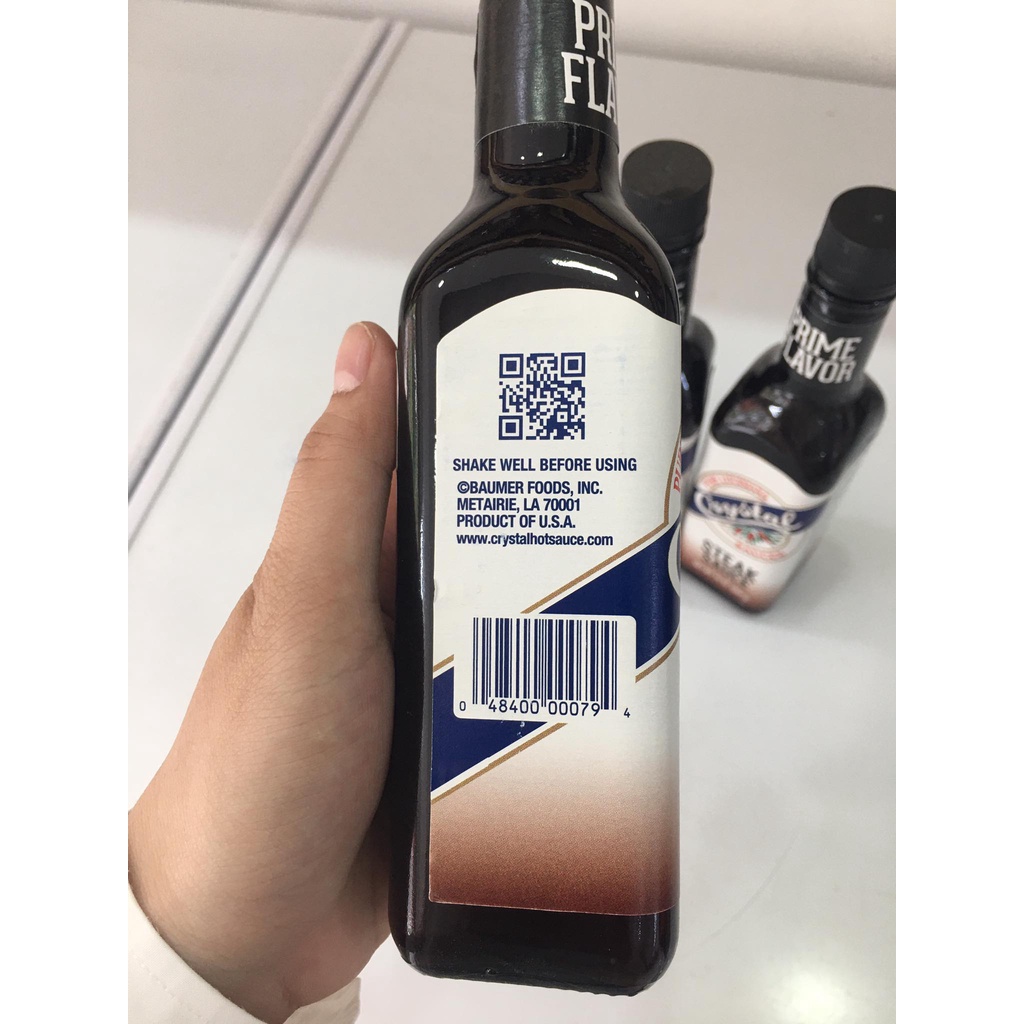 PR
FLA
SHAKE WELL BEFORE USING
©BAUMER FOODS, INC.
METAIRIE, LA 70001
PRODUCT OF U.S.A.
www.crystalhotsauce.com
0 48400 00079 4
PRIME
FLAVOR
Crystal
STEAK